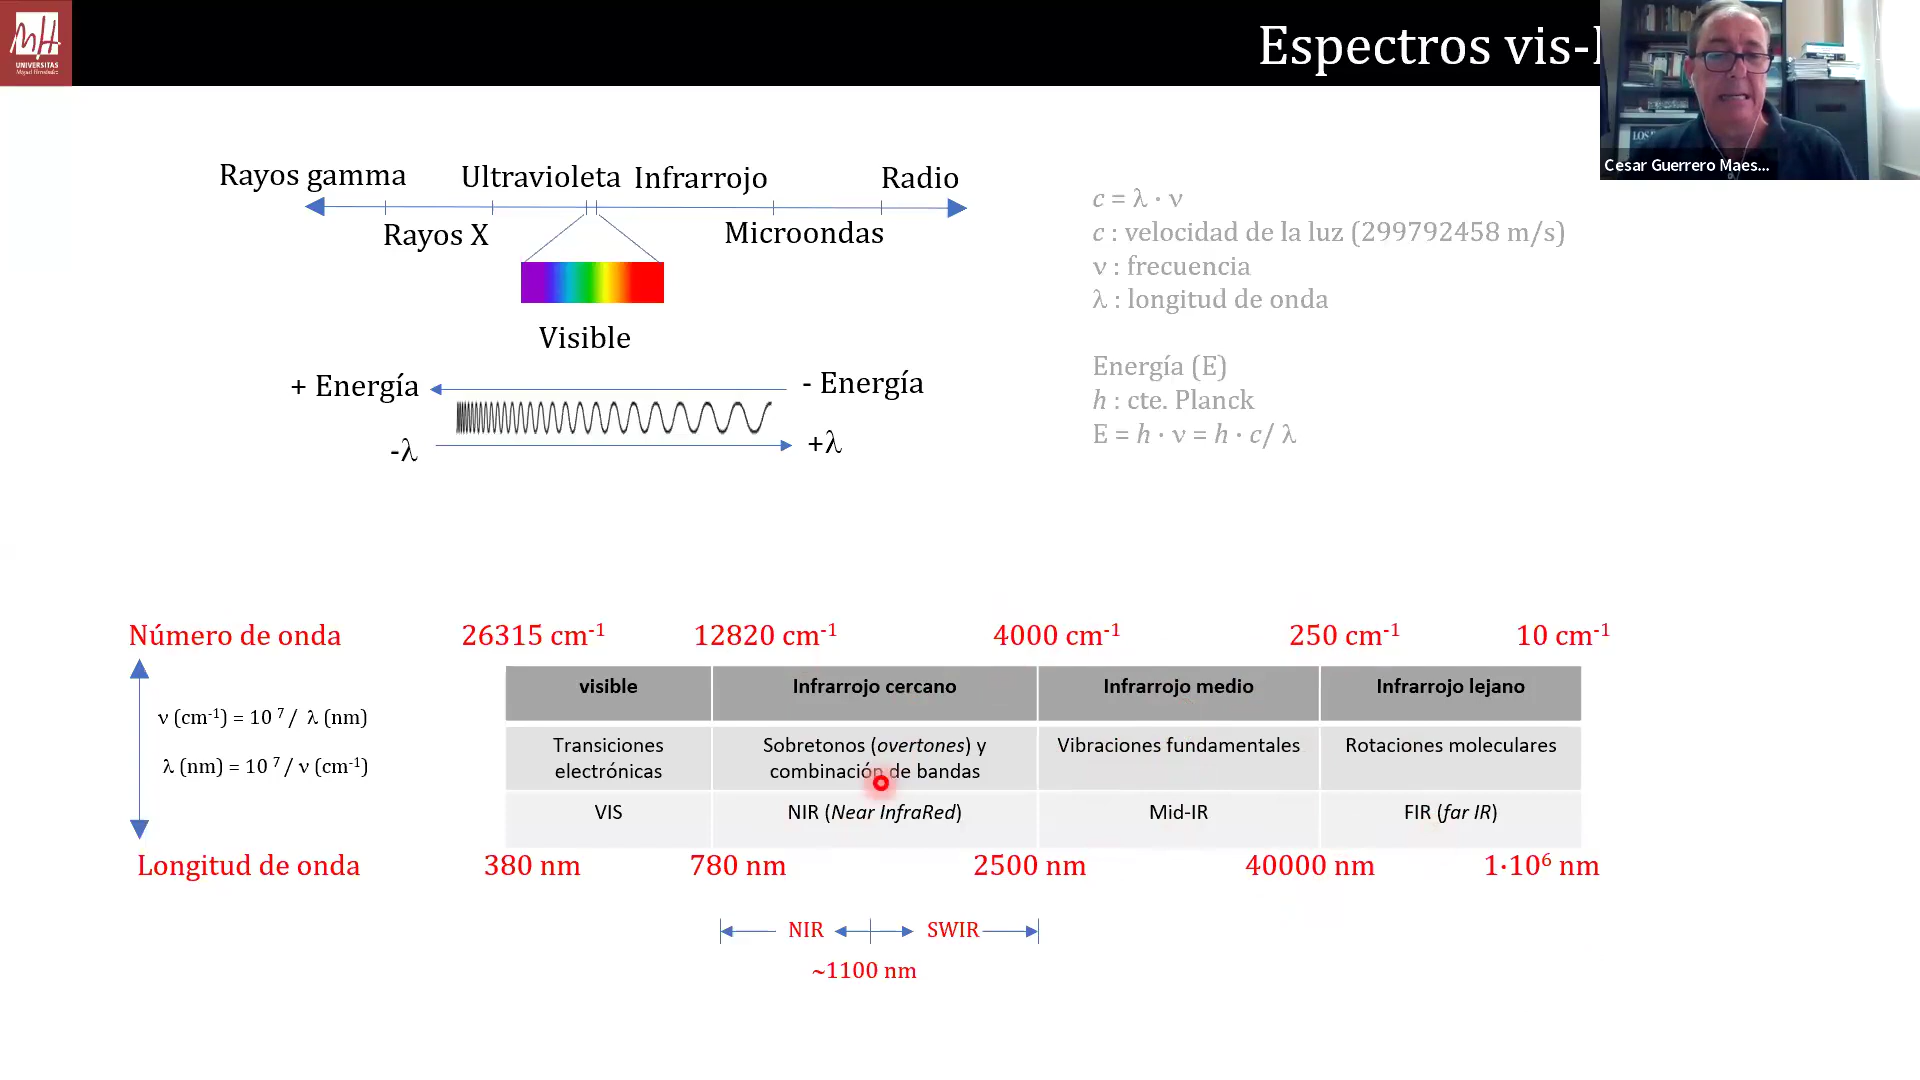 UNIVERSITAS
Miguel Hernández
Espectros vis-
Cesar Guerrero Maes...
Rayos gamma
Ultravioleta
Infrarrojo
Radio
Rayos X
Microondas
Visible
+ Energía
- Energía
-λ
+λ
c = λ · ν
c : velocidad de la luz (299792458 m/s)
ν : frecuencia
λ : longitud de onda
Energía (E)
h : cte. Planck
E = h · ν = h · c/ λ
Número de onda
26315 cm⁻¹
12820 cm⁻¹
4000 cm⁻¹
250 cm⁻¹
10 cm⁻¹
ν (cm⁻¹) = 10 ⁷ / λ (nm)
λ (nm) = 10 ⁷ / ν (cm⁻¹)
visible
Infrarrojo cercano
Infrarrojo medio
Infrarrojo lejano
Transiciones
electrónicas
Sobretonos (overtones) y
combinación de bandas
Vibraciones fundamentales
Rotaciones moleculares
VIS
NIR (Near InfraRed)
Mid-IR
FIR (far IR)
Longitud de onda
380 nm
780 nm
2500 nm
40000 nm
1·10⁶ nm
NIR
SWIR
~1100 nm